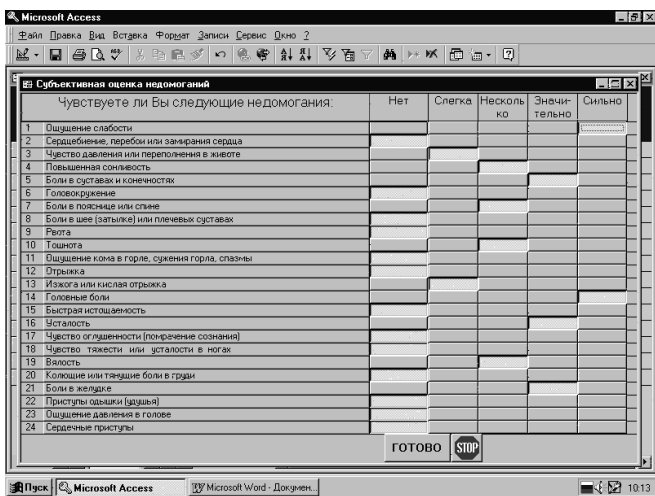 Microsoft Access
Файл Правка Вид Вставка Формат Записи Сервис Окно ?
Субъективная оценка недомоганий
Чувствуете ли Вы следующие недомогания: Нет Слегка Несколь Значи- Сильно
ко тельно
1 Ощущение слабости
2 Сердцебиение, перебои или замирания сердца
3 Чувство давления или переполнения в животе
4 Повышенная сонливость
5 Боли в суставах и конечностях
6 Головокружение
7 Боли в пояснице или спине
8 Боли в шее (затылке) или плечевых суставах
9 Рвота
10 Тошнота
11 Ощущение кома в горле, сужения горла, спазмы
12 Отрыжка
13 Изжога или кислая отрыжка
14 Головные боли
15 Быстрая истощаемость
16 Усталость
17 Чувство оглушенности (помрачение сознания)
18 Чувство тяжести или усталости в ногах
19 Вялость
20 Колющие или тянущие боли в груди
21 Боли в желудке
22 Приступы одышки (удушья)
23 Ощущение давления в голове
24 Сердечные приступы
ГОТОВО STOP
Пуск Microsoft Access Microsoft Word - Докумен... 10:13